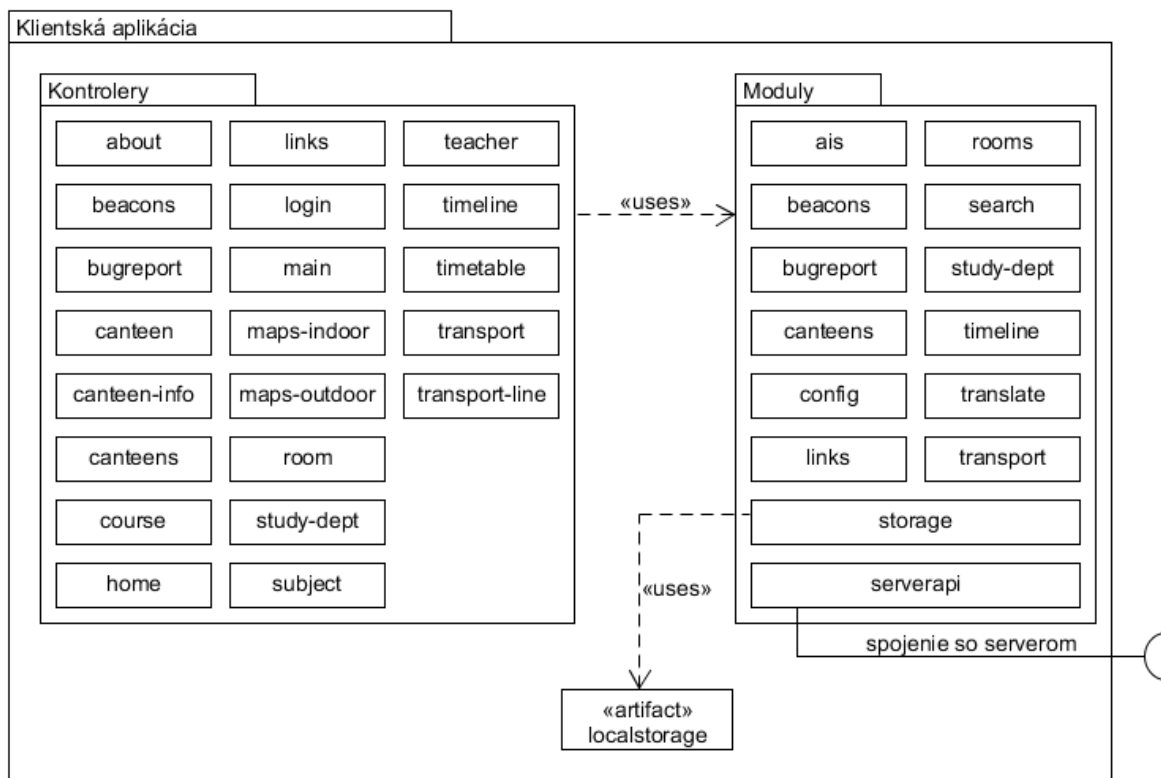 Klientská aplikácia
Kontrolery
about
links
teacher
beacons
login
timeline
bugreport
main
timetable
canteen
maps-indoor
transport
canteen-info
maps-outdoor
transport-line
canteens
room
course
study-dept
home
subject
«uses»
Moduly
ais
rooms
beacons
search
bugreport
study-dept
canteens
timeline
config
translate
links
transport
storage
serverapi
«uses»
spojenie so serverom
«artifact»
localstorage